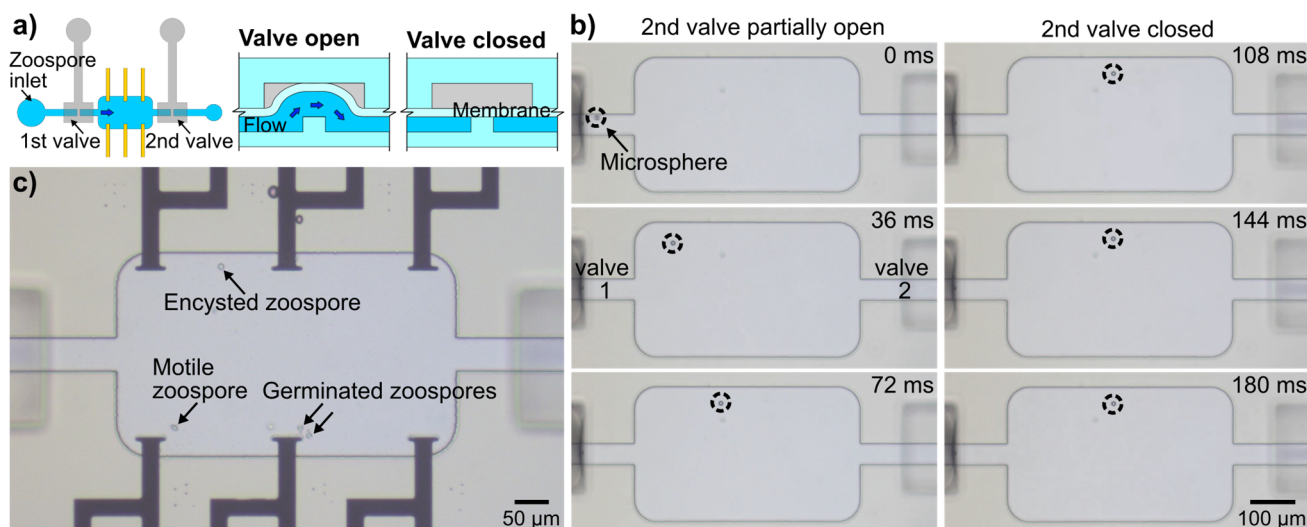 a)
Zoospore
inlet
1st valve
2nd valve
Valve open
Flow
Valve closed
Membrane
b)
2nd valve partially open
2nd valve closed
0 ms
108 ms
Microsphere
36 ms
144 ms
valve
1
valve
2
72 ms
180 ms
100 µm
c)
Encysted zoospore
Motile
zoospore
Germinated zoospores
50 µm